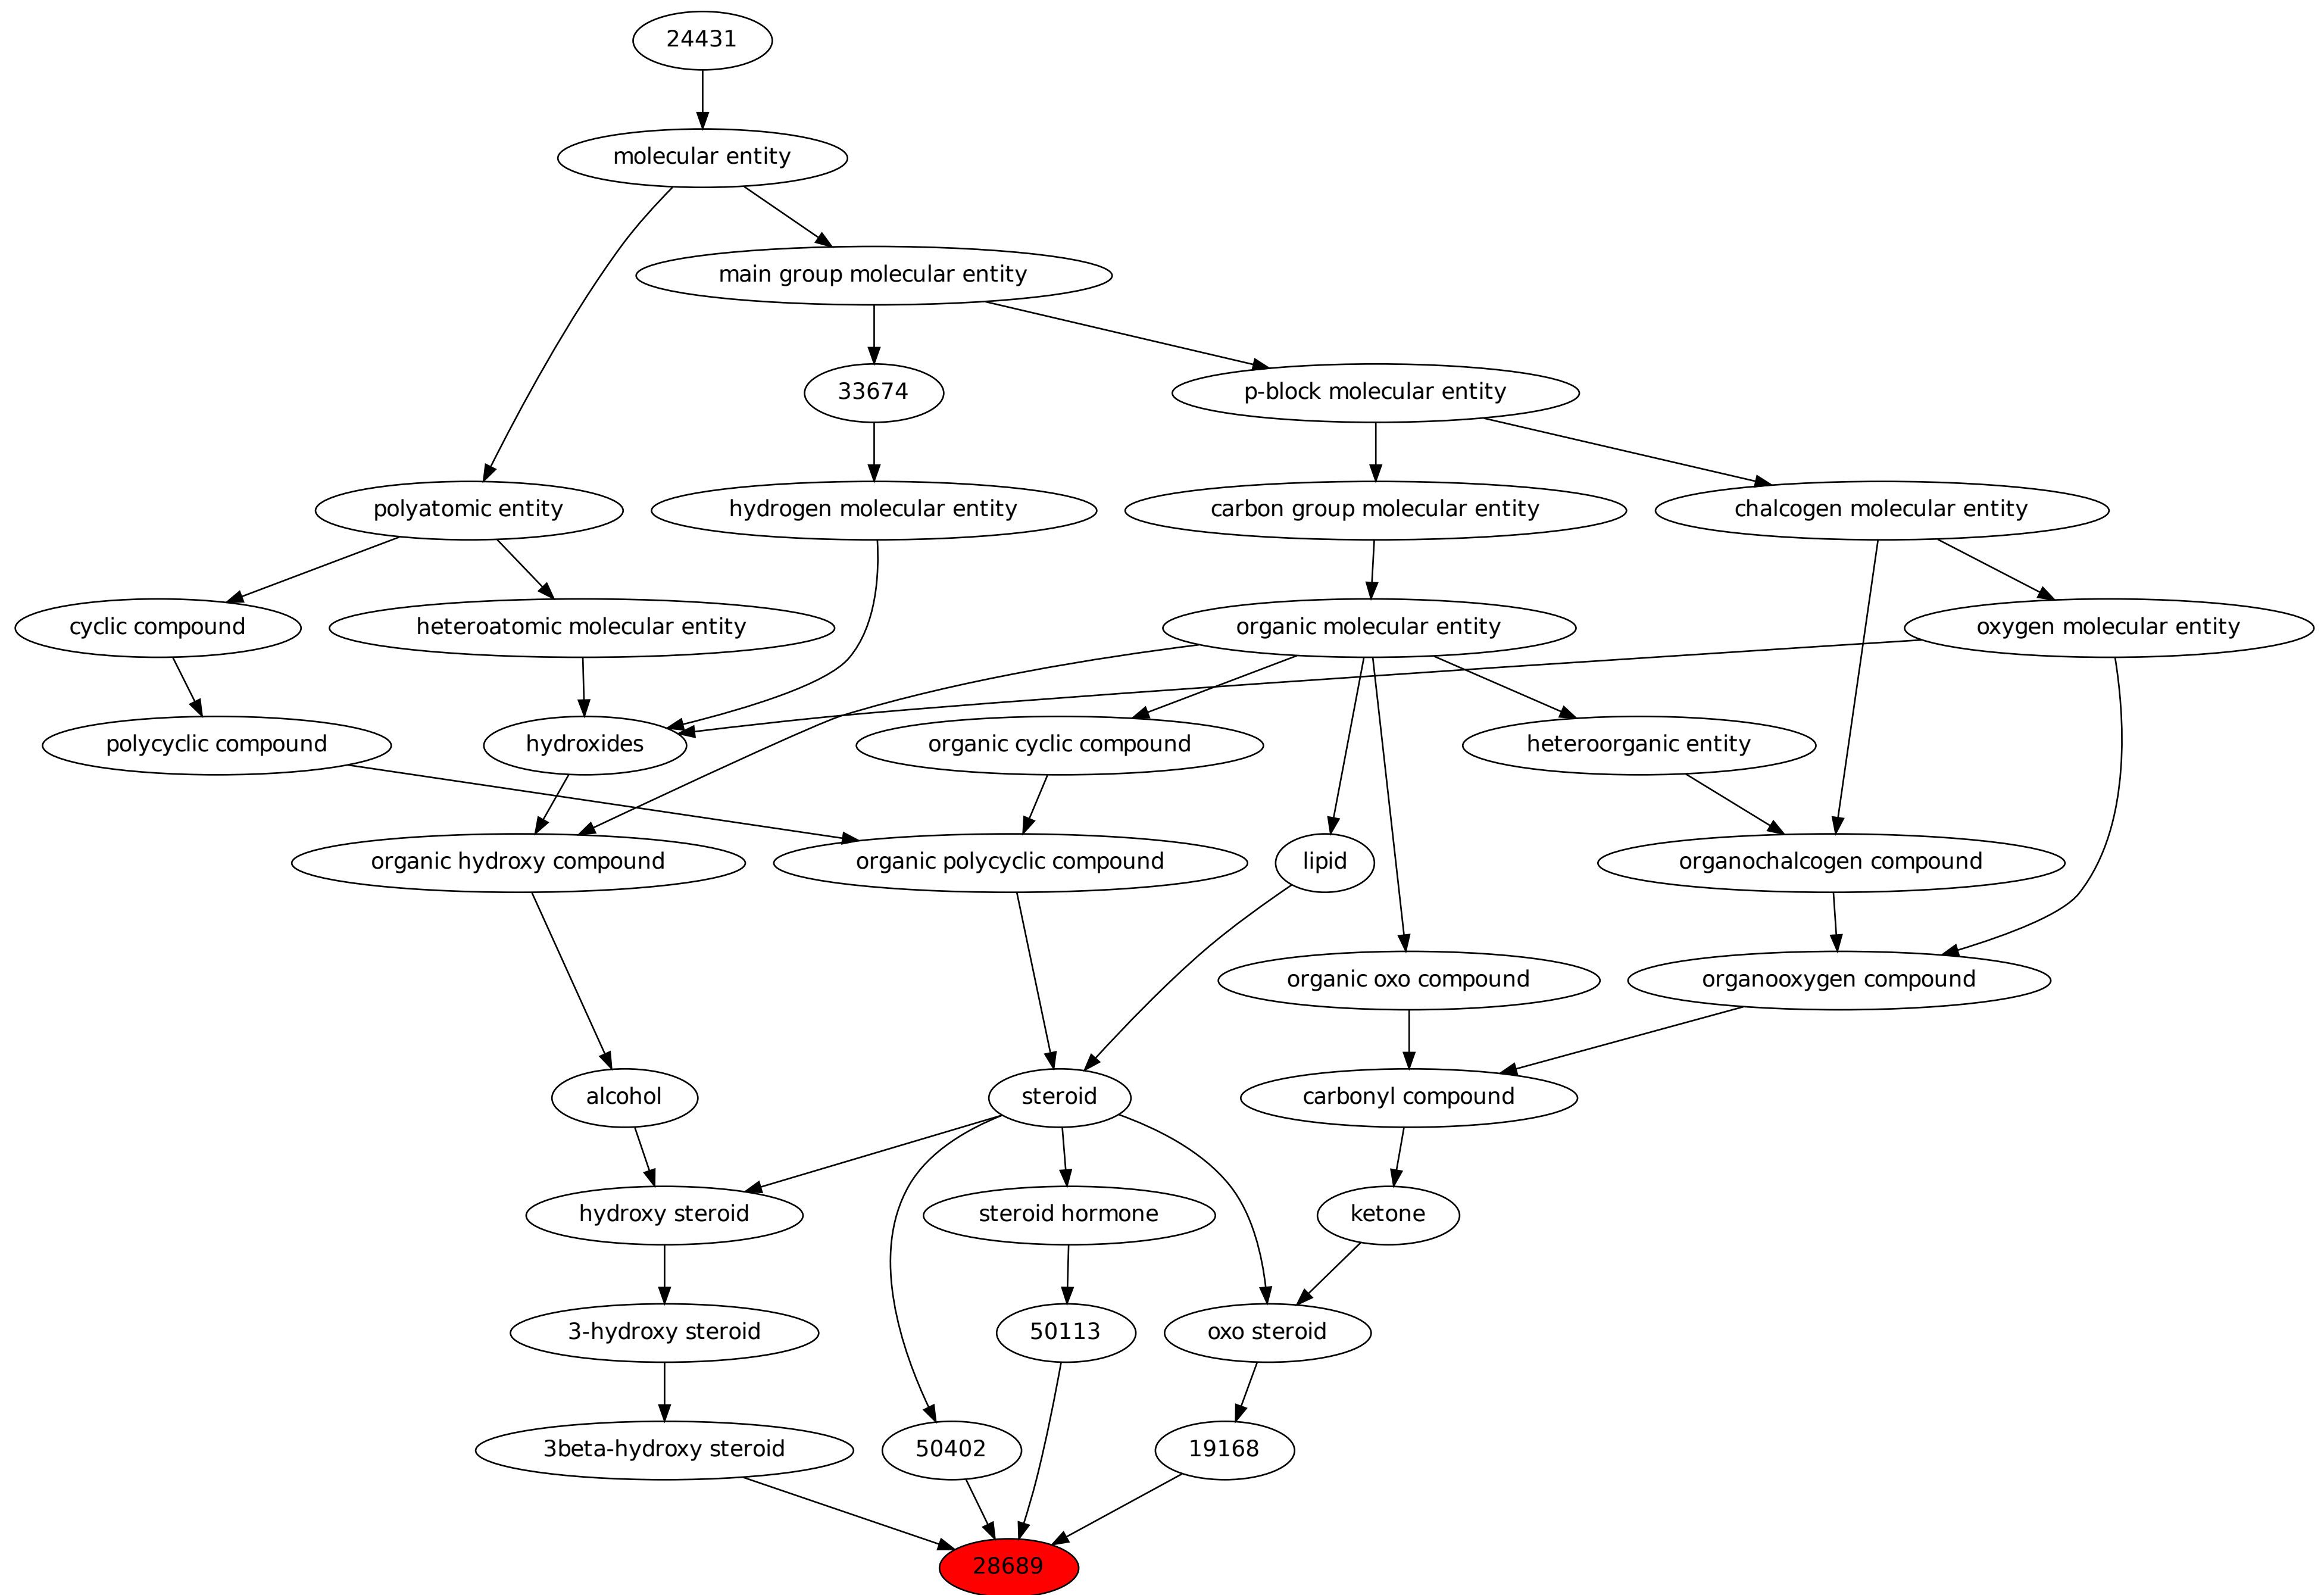 24431
molecular entity
main group molecular entity
33674
p-block molecular entity
polyatomic entity
hydrogen molecular entity
carbon group molecular entity
chalcogen molecular entity
cyclic compound
heteroatomic molecular entity
organic molecular entity
oxygen molecular entity
polycyclic compound
hydroxides
organic cyclic compound
heteroorganic entity
organic hydroxy compound
organic polycyclic compound
lipid
organochalcogen compound
organic oxo compound
organooxygen compound
alcohol
steroid
carbonyl compound
hydroxy steroid
steroid hormone
ketone
3-hydroxy steroid
50113
oxo steroid
3beta-hydroxy steroid
50402
19168
28689